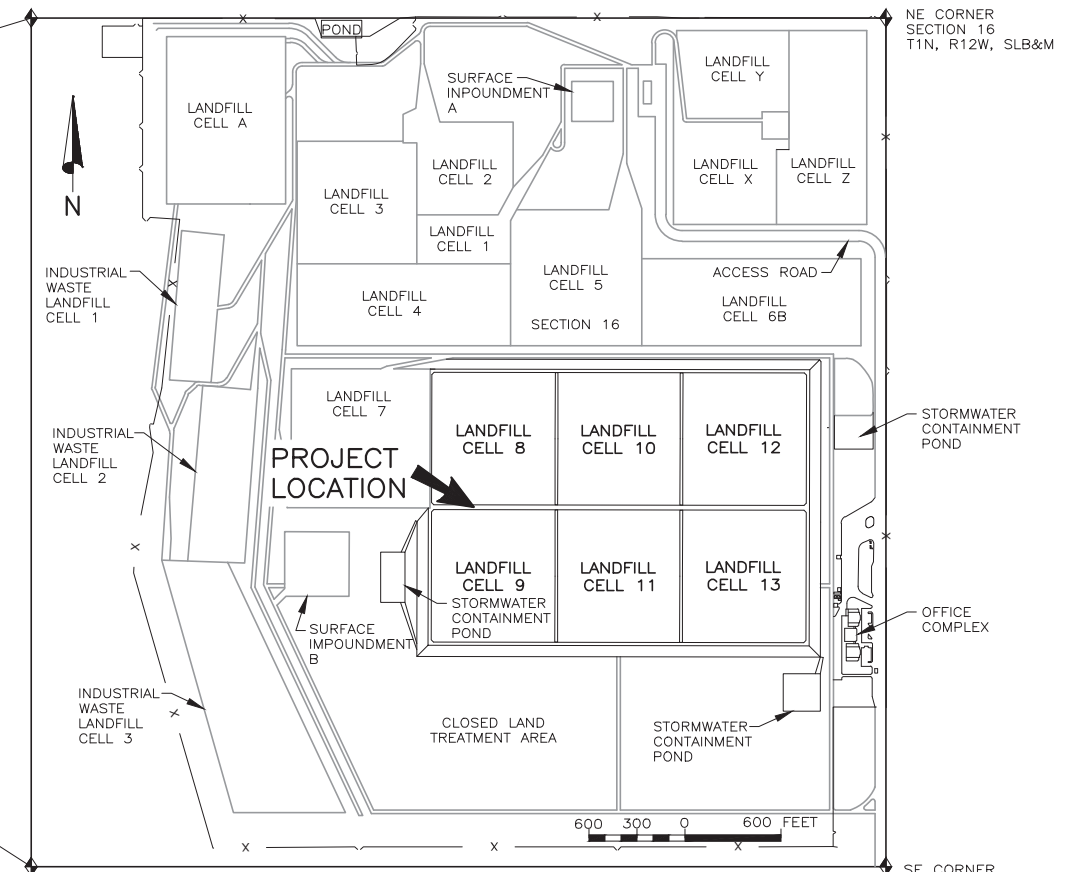 NE CORNER
SECTION 16
T1N, R12W, SLB&M
POND
LANDFILL
CELL A
SURFACE
INPOUNDMENT
A
LANDFILL
CELL Y
LANDFILL
CELL 2
LANDFILL
CELL X
LANDFILL
CELL Z
LANDFILL
CELL 3
N
LANDFILL
CELL 1
INDUSTRIAL
WASTE
LANDFILL
CELL 1
LANDFILL
CELL 5
ACCESS ROAD
LANDFILL
CELL 4
LANDFILL
CELL 6B
SECTION 16
LANDFILL
CELL 7
STORMWATER
CONTAINMENT
POND
INDUSTRIAL
WASTE
LANDFILL
CELL 2
LANDFILL
CELL 8
LANDFILL
CELL 10
LANDFILL
CELL 12
PROJECT
LOCATION
LANDFILL
CELL 9
LANDFILL
CELL 11
LANDFILL
CELL 13
STORMWATER
CONTAINMENT
POND
SURFACE
IMPOUNDMENT
B
OFFICE
COMPLEX
INDUSTRIAL
WASTE
LANDFILL
CELL 3
CLOSED LAND
TREATMENT AREA
STORMWATER
CONTAINMENT
POND
600 300 0 600 FEET
SE CORNER